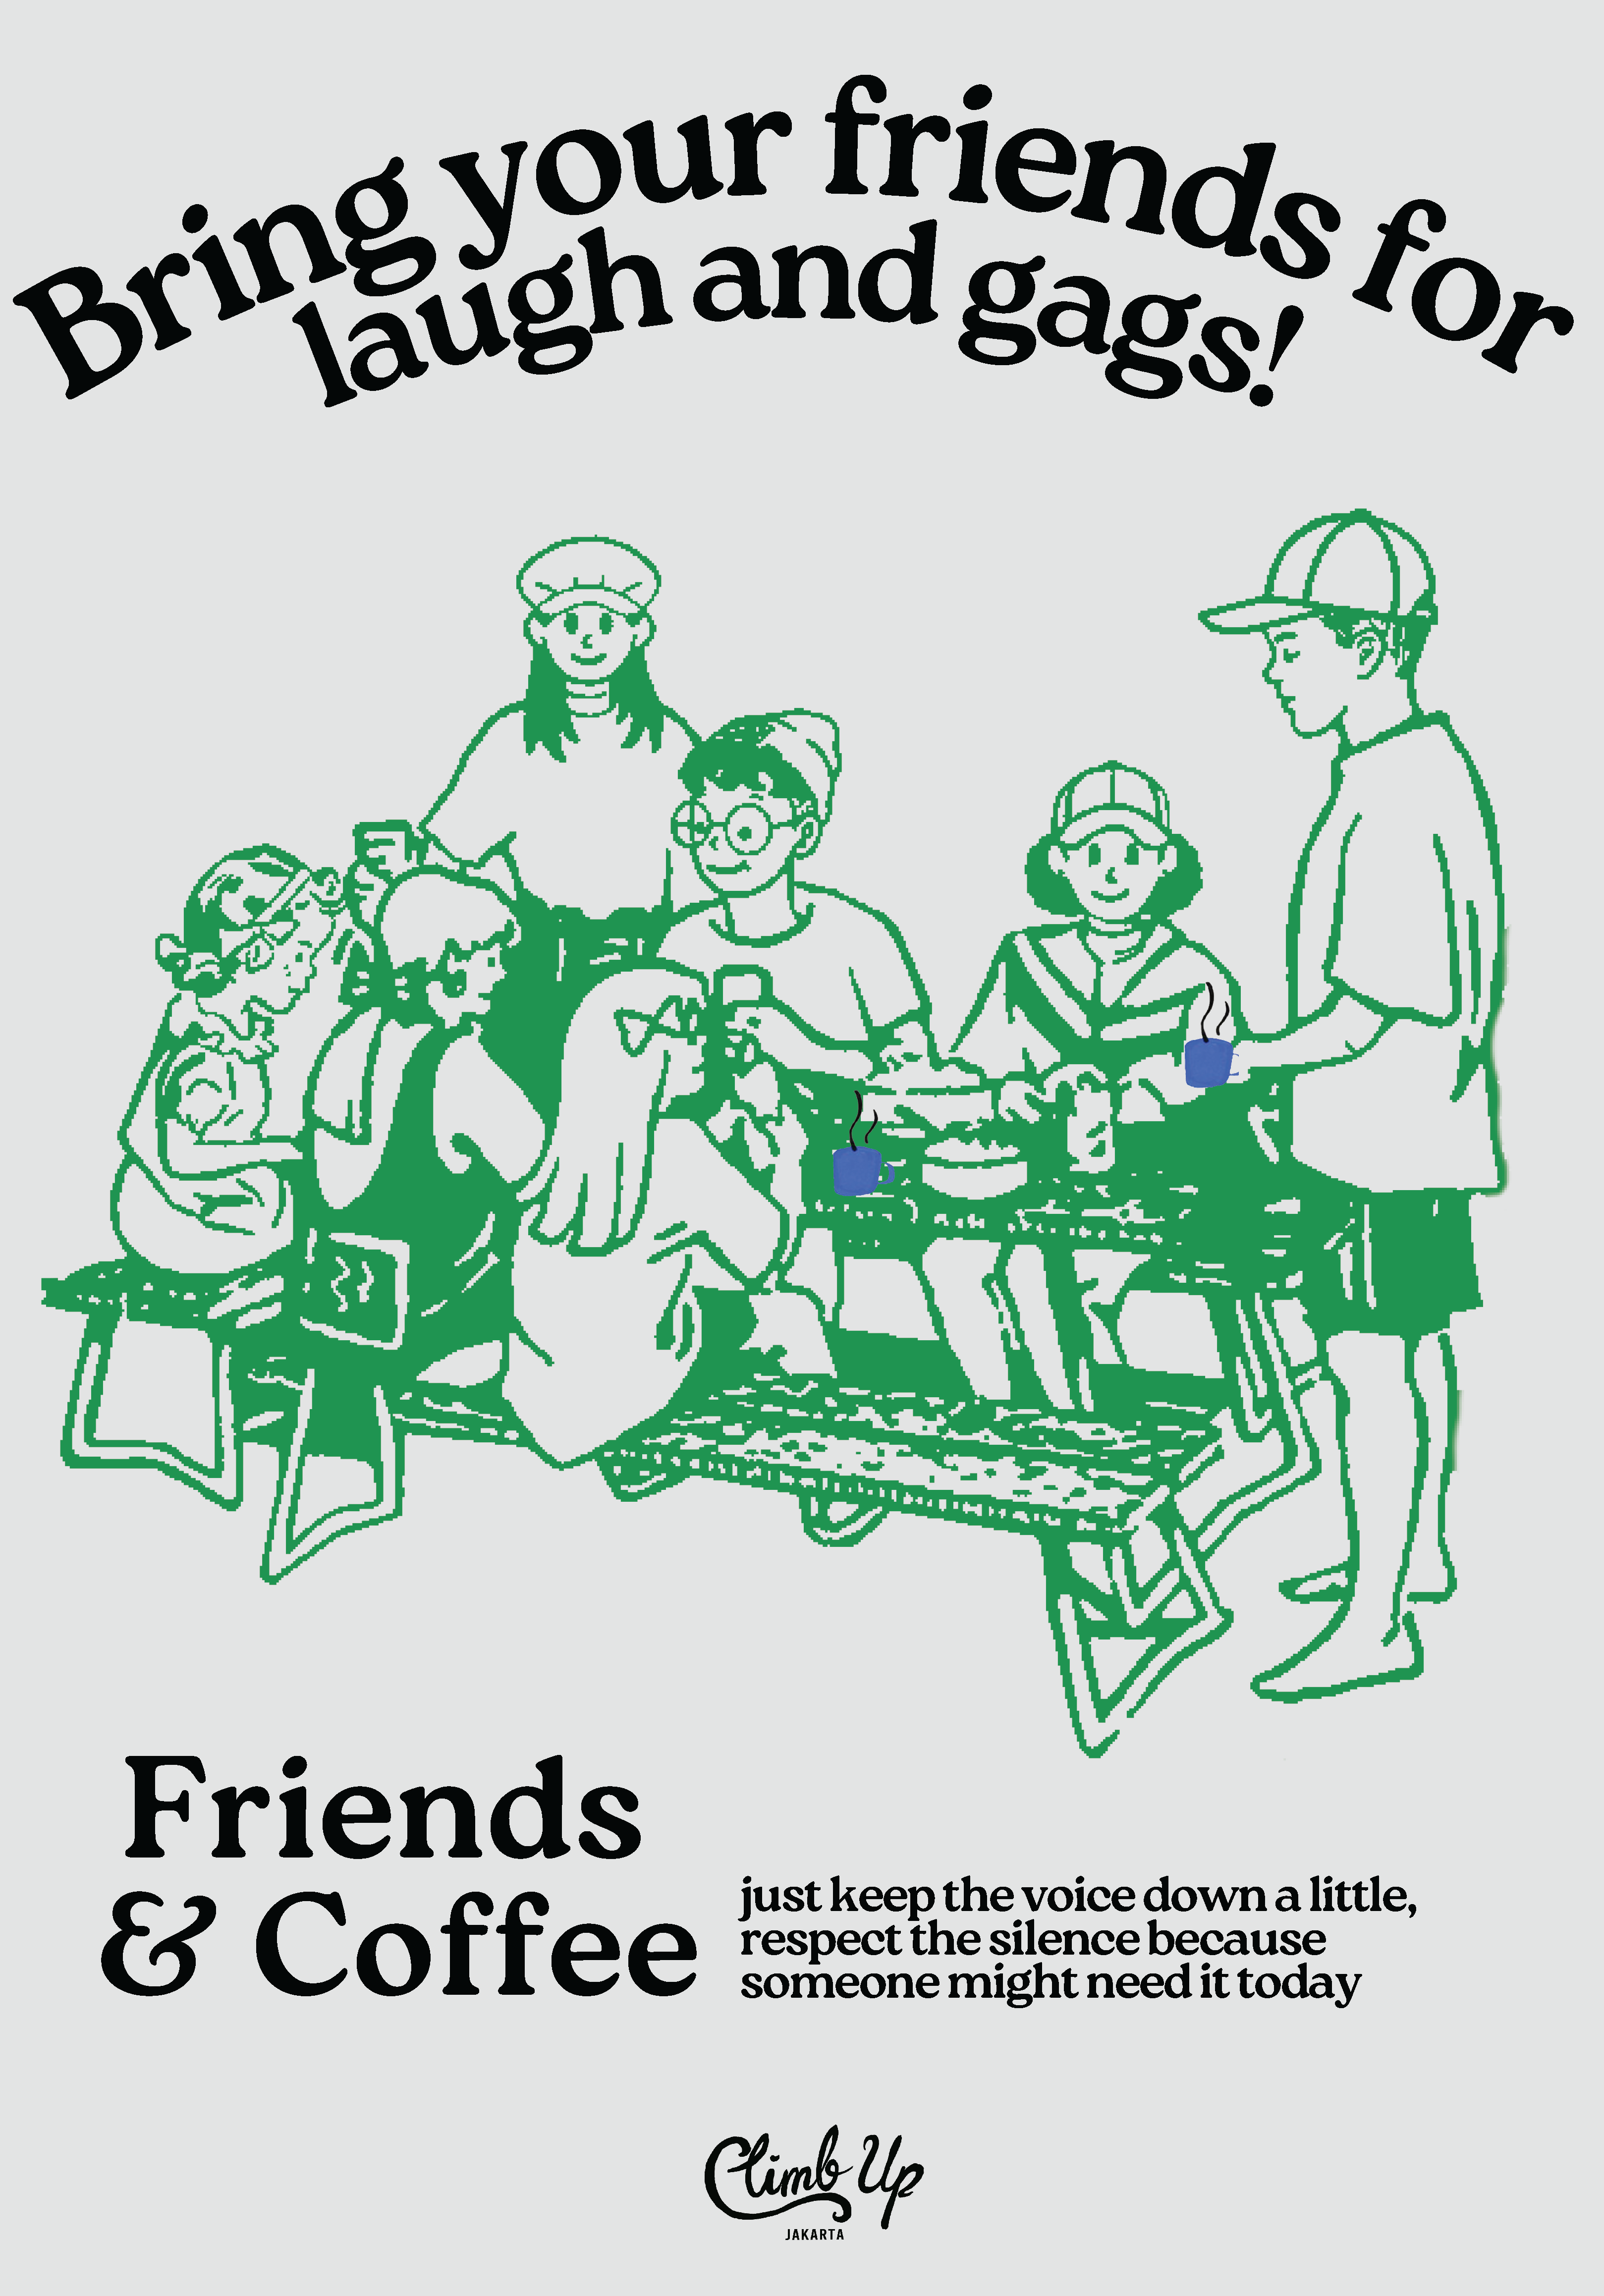 Bring your friends for
laugh and gags!
Friends
& Coffee
just keep the voice down a little,
respect the silence because
someone might need it today
Climb Up
JAKARTA